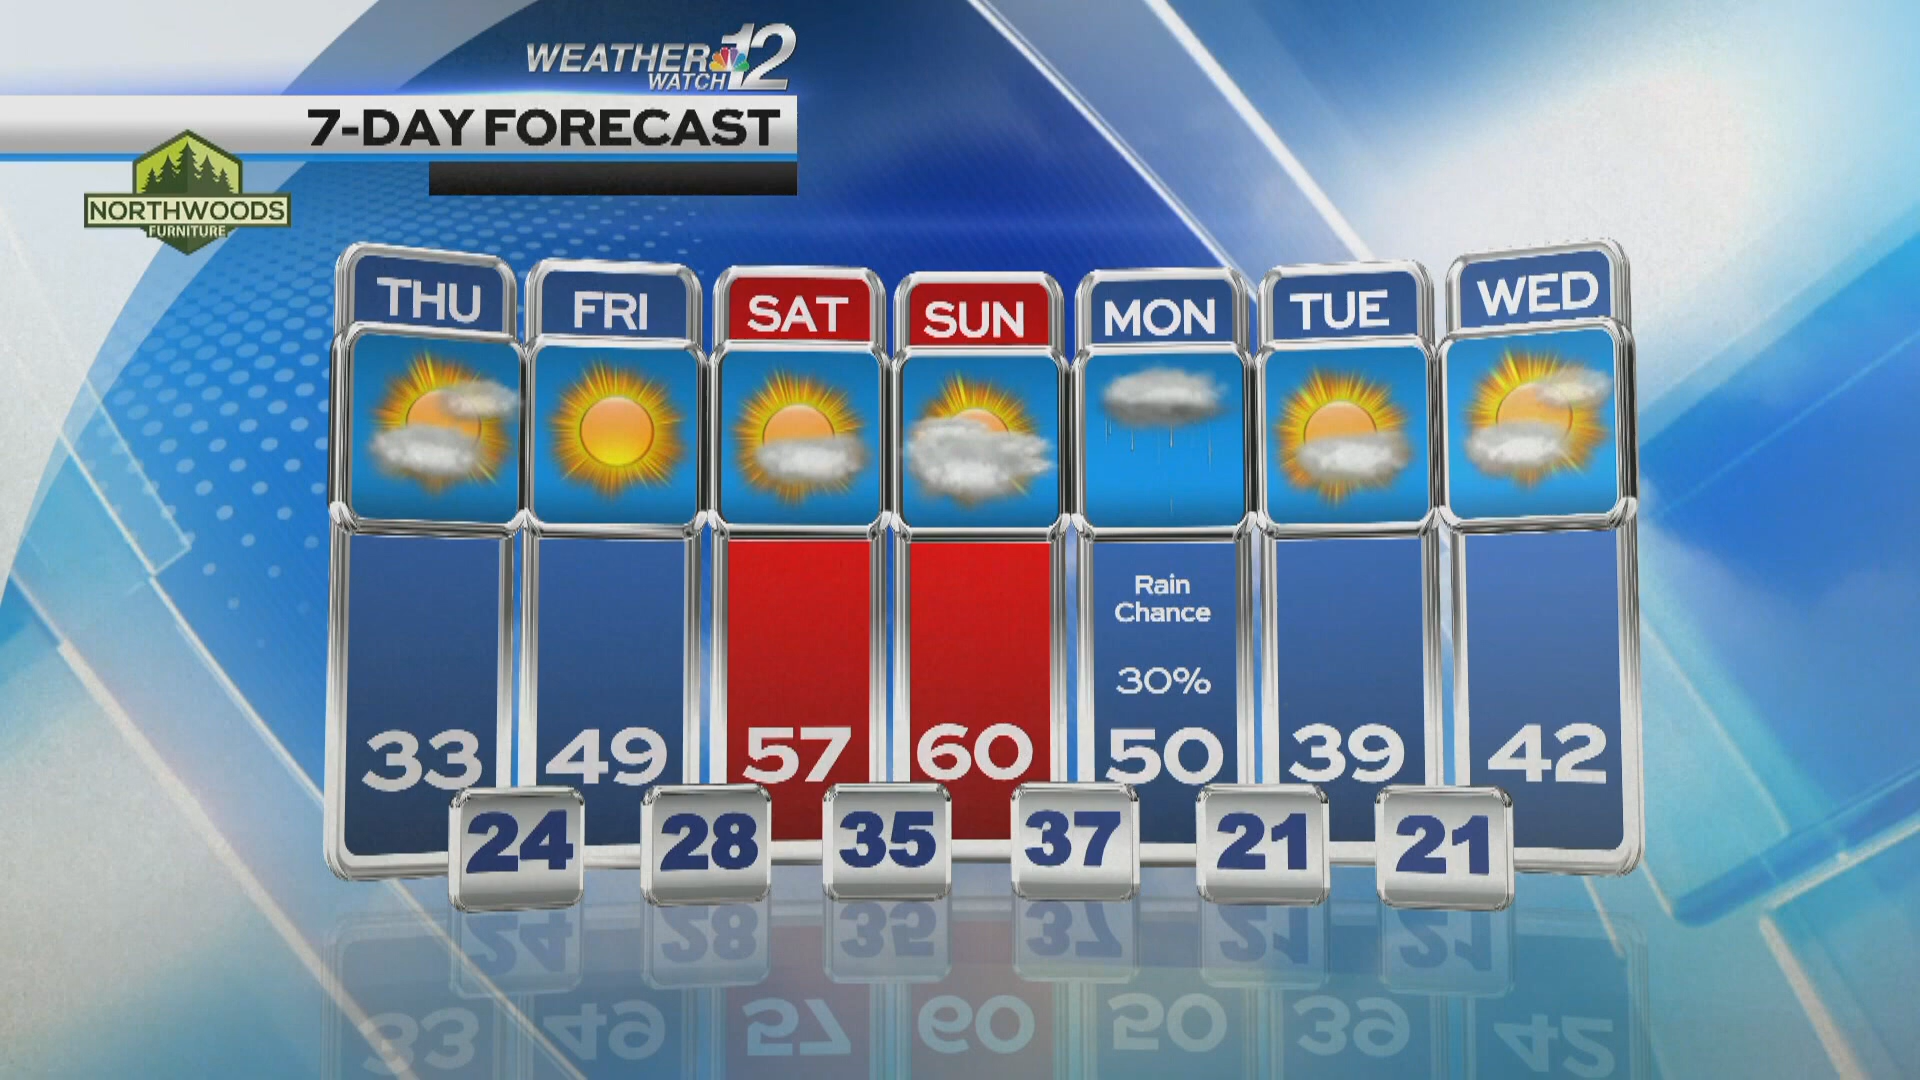 WEATHER 12
WATCH
7-DAY FORECAST
NORTHWOODS
FURNITURE
THU FRI SAT SUN MON TUE WED
Rain
Chance
30%
33 49 57 60 50 39 42
24 28 35 37 21 21